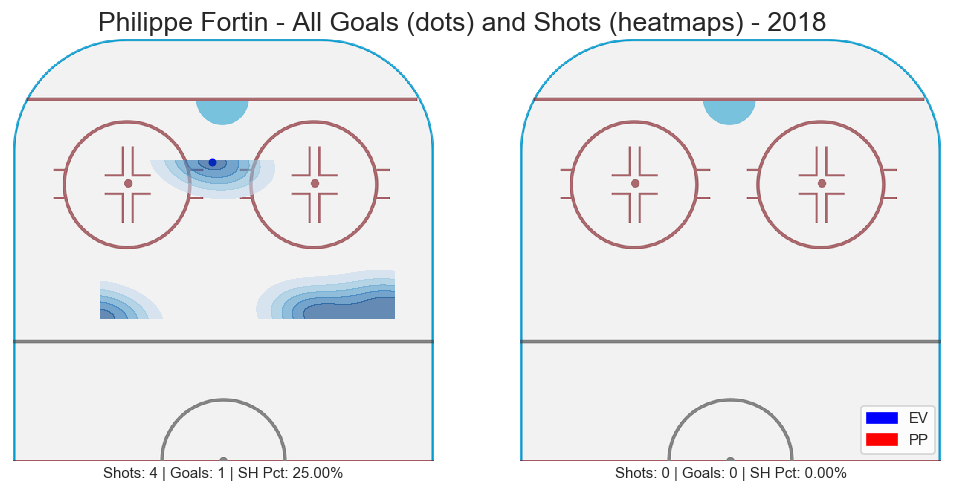 Philippe Fortin - All Goals (dots) and Shots (heatmaps) - 2018
EV
PP
Shots: 4 | Goals: 1 | SH Pct: 25.00%
Shots: 0 | Goals: 0 | SH Pct: 0.00%